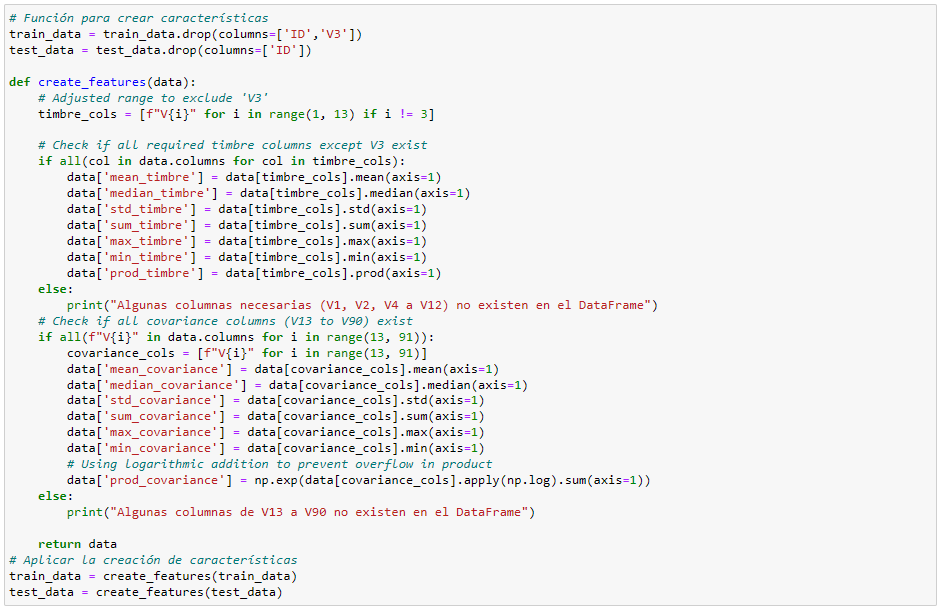 # Función para crear características
train_data = train_data.drop(columns=['ID','V3'])
test_data = test_data.drop(columns=['ID'])

def create_features(data):
    # Adjusted range to exclude 'V3'
    timbre_cols = [f"V{i}" for i in range(1, 13) if i != 3]

    # Check if all required timbre columns except V3 exist
    if all(col in data.columns for col in timbre_cols):
        data['mean_timbre'] = data[timbre_cols].mean(axis=1)
        data['median_timbre'] = data[timbre_cols].median(axis=1)
        data['std_timbre'] = data[timbre_cols].std(axis=1)
        data['sum_timbre'] = data[timbre_cols].sum(axis=1)
        data['max_timbre'] = data[timbre_cols].max(axis=1)
        data['min_timbre'] = data[timbre_cols].min(axis=1)
        data['prod_timbre'] = data[timbre_cols].prod(axis=1)
    else:
        print("Algunas columnas necesarias (V1, V2, V4 a V12) no existen en el DataFrame")
    # Check if all covariance columns (V13 to V90) exist
    if all(f"V{i}" in data.columns for i in range(13, 91)):
        covariance_cols = [f"V{i}" for i in range(13, 91)]
        data['mean_covariance'] = data[covariance_cols].mean(axis=1)
        data['median_covariance'] = data[covariance_cols].median(axis=1)
        data['std_covariance'] = data[covariance_cols].std(axis=1)
        data['sum_covariance'] = data[covariance_cols].sum(axis=1)
        data['max_covariance'] = data[covariance_cols].max(axis=1)
        data['min_covariance'] = data[covariance_cols].min(axis=1)
        # Using logarithmic addition to prevent overflow in product
        data['prod_covariance'] = np.exp(data[covariance_cols].apply(np.log).sum(axis=1))
    else:
        print("Algunas columnas de V13 a V90 no existen en el DataFrame")

    return data
# Aplicar la creación de características
train_data = create_features(train_data)
test_data = create_features(test_data)